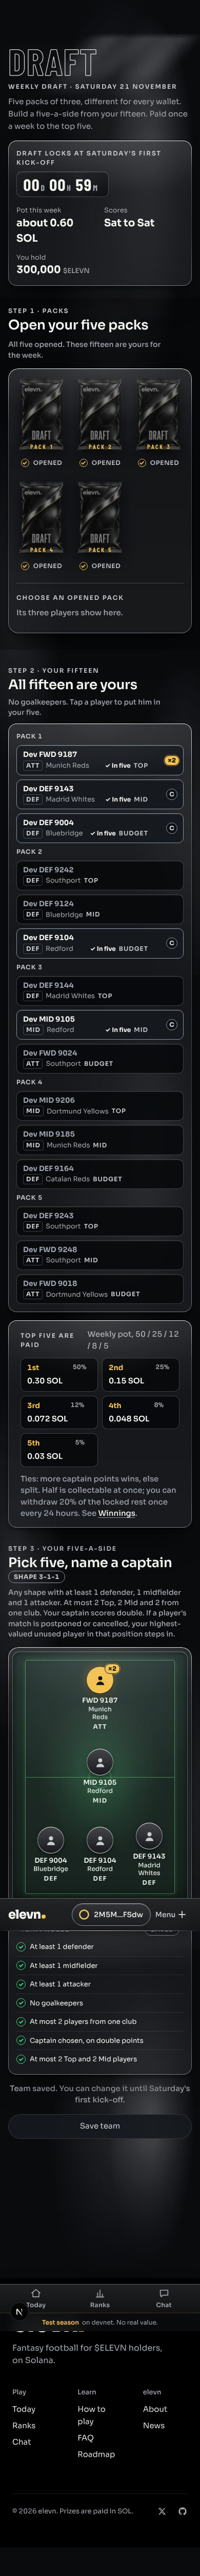 DRAFT
WEEKLY DRAFT · SATURDAY 21 NOVEMBER
Five packs of three, different for every wallet.
Build a five-a-side from your fifteen. Paid once
a week to the top five.
DRAFT LOCKS AT SATURDAY'S FIRST
KICK-OFF
00D 00H 59M
Pot this week
about 0.60
SOL
Scores
Sat to Sat
You hold
300,000 $ELEVN
STEP 1 · PACKS
Open your five packs
All five opened. These fifteen are yours for
the week.
elevn. elevn. elevn.
DRAFT DRAFT DRAFT
PACK 1 PACK 2 PACK 3
OPENED OPENED OPENED
elevn. elevn.
DRAFT DRAFT
PACK 4 PACK 5
OPENED OPENED
CHOOSE AN OPENED PACK
Its three players show here.
STEP 2 · YOUR FIFTEEN
All fifteen are yours
No goalkeepers. Tap a player to put him in
your five.
PACK 1
Dev FWD 9187
ATT Munich Reds ✓ In five TOP ×2
Dev DEF 9143
DEF Madrid Whites ✓ In five MID C
Dev DEF 9004
DEF Bluebridge ✓ In five BUDGET C
PACK 2
Dev DEF 9242
DEF Southport TOP
Dev DEF 9124
DEF Bluebridge MID
Dev DEF 9104
DEF Redford ✓ In five BUDGET C
PACK 3
Dev DEF 9144
DEF Madrid Whites TOP
Dev MID 9105
MID Redford ✓ In five MID C
Dev FWD 9024
ATT Southport BUDGET
PACK 4
Dev MID 9206
MID Dortmund Yellows TOP
Dev MID 9185
MID Munich Reds MID
Dev DEF 9164
DEF Catalan Reds BUDGET
PACK 5
Dev DEF 9243
DEF Southport TOP
Dev FWD 9248
ATT Southport MID
Dev FWD 9018
ATT Dortmund Yellows BUDGET
TOP FIVE ARE
PAID
Weekly pot, 50 / 25 / 12
/ 8 / 5
1st 50%
0.30 SOL
2nd 25%
0.15 SOL
3rd 12%
0.072 SOL
4th 8%
0.048 SOL
5th 5%
0.03 SOL
Ties: more captain points wins, else
split. Half is collectable at once; you can
withdraw 20% of the locked rest once
every 24 hours. See Winnings.
STEP 3 · YOUR FIVE-A-SIDE
Pick five, name a captain
SHAPE 3-1-1
Any shape with at least 1 defender, 1 midfielder
and 1 attacker. At most 2 Top, 2 Mid and 2 from
one club. Your captain scores double. If a player's
match is postponed or cancelled, your highest-
valued unused player in that position steps in.
×2
FWD 9187
Munich
Reds
ATT
MID 9105
Redford
MID
DEF 9004
Bluebridge
DEF
DEF 9104
Redford
DEF
DEF 9143
Madrid
Whites
DEF
elevn.
2M5M...FSdw
Menu
At least 1 defender
At least 1 midfielder
At least 1 attacker
No goalkeepers
At most 2 players from one club
Captain chosen, on double points
At most 2 Top and 2 Mid players
Team saved. You can change it until Saturday's
first kick-off.
Save team
Today Ranks Chat
N
Test season on devnet. No real value.
Fantasy football for $ELEVN holders,
on Solana.
Play
Today
Ranks
Chat
Learn
How to
play
FAQ
Roadmap
elevn
About
News
© 2026 elevn. Prizes are paid in SOL.